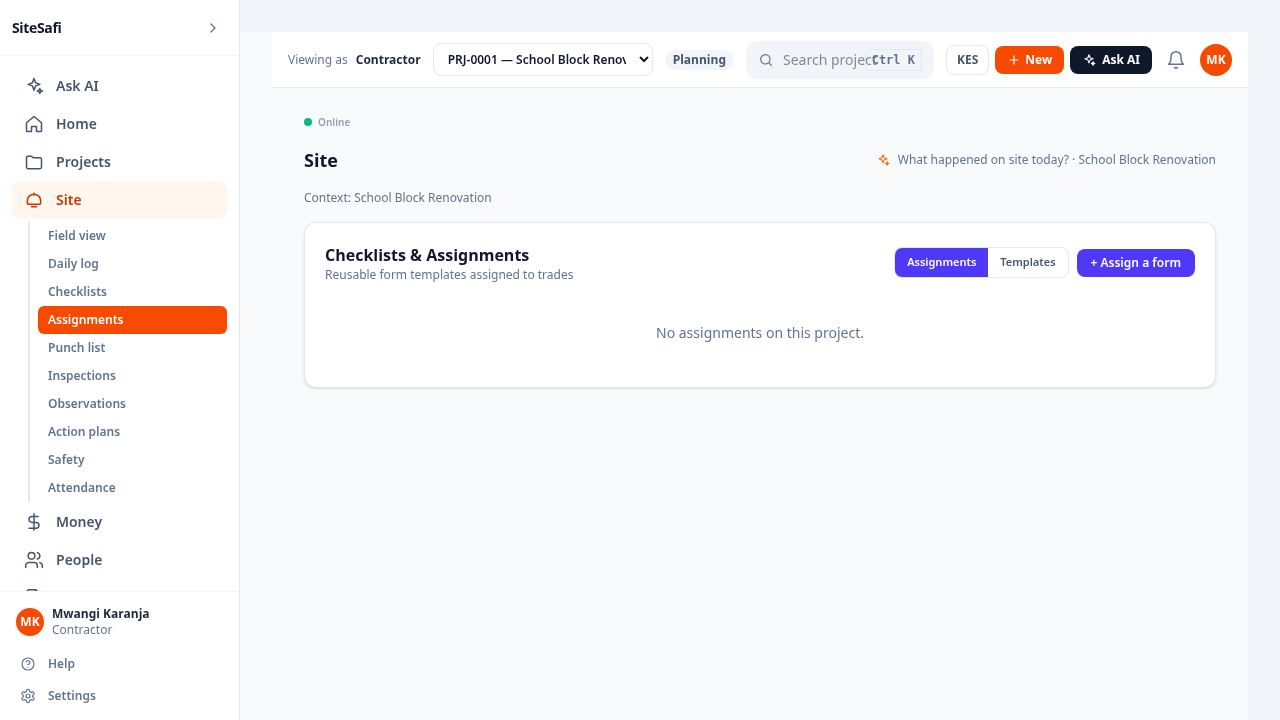 SiteSafi
Ask AI
Home
Projects
Site
Field view
Daily log
Checklists
Assignments
Punch list
Inspections
Observations
Action plans
Safety
Attendance
Money
People
MK
Mwangi Karanja
Contractor
Help
Settings
Viewing as Contractor
PRJ-0001 — School Block Renov
Planning
Search project
Ctrl K
KES
New
Ask AI
MK
Online
Site
What happened on site today? · School Block Renovation
Context: School Block Renovation
Checklists & Assignments
Reusable form templates assigned to trades
Assignments
Templates
+ Assign a form
No assignments on this project.